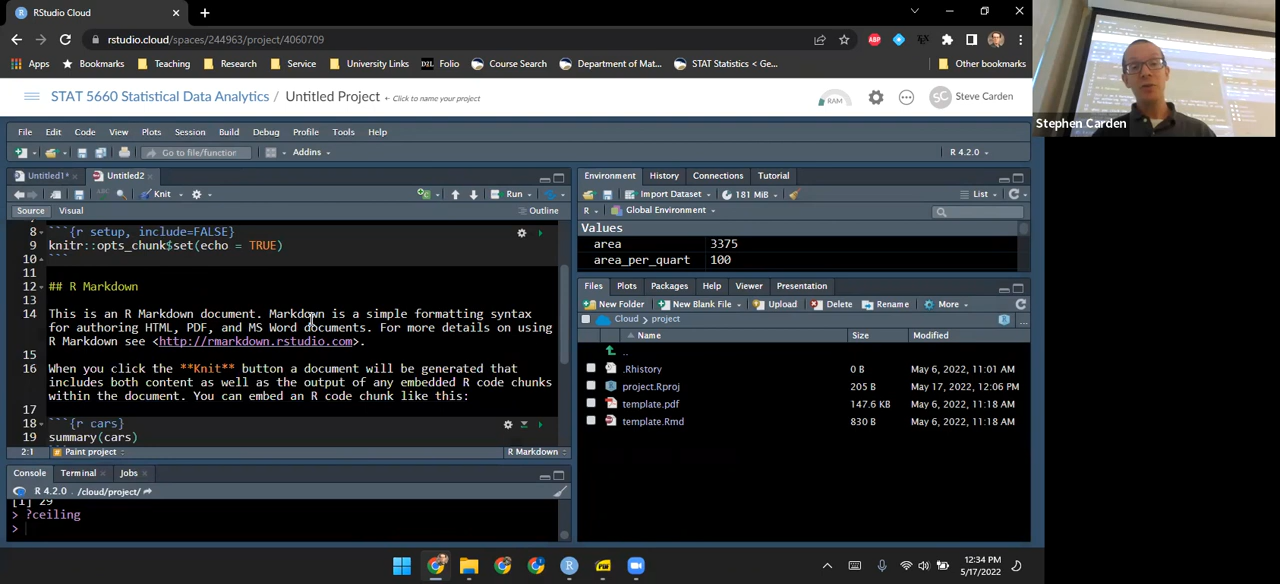 RStudio Cloud
rstudio.cloud/spaces/244963/project/4060709
ABP
Apps
Bookmarks
Teaching
Research
Service
University Links
D2L
Folio
Course Search
Department of Mat...
STAT Statistics < Ge...
Other bookmarks
STAT 5660 Statistical Data Analytics / Untitled Project
Click to name your project
RAM
SC
Steve Carden
File Edit Code View Plots Session Build Debug Profile Tools Help
Go to file/function
Addins
R 4.2.0
Untitled1*
Untitled2
Knit
Run
Source
Visual
Outline
8 ```{r setup, include=FALSE}
9 knitr::opts_chunk$set(echo = TRUE)
10 ```
11
12 ## R Markdown
13
14 This is an R Markdown document. Markdown is a simple formatting syntax
for authoring HTML, PDF, and MS Word documents. For more details on using
R Markdown see <http://rmarkdown.rstudio.com>.
15
16 When you click the **Knit** button a document will be generated that
includes both content as well as the output of any embedded R code chunks
within the document. You can embed an R code chunk like this:
17
18 ```{r cars}
19 summary(cars)
2:1
Paint project
R Markdown
Console Terminal Jobs
R 4.2.0 . /cloud/project/
[1] 29
> ?ceiling
>
Environment History Connections Tutorial
Import Dataset
181 MiB
List
R
Global Environment
Values
area 3375
area_per_quart 100
Files Plots Packages Help Viewer Presentation
New Folder New Blank File Upload Delete Rename More
Cloud project
R
...
Name Size Modified
..
.Rhistory 0 B May 6, 2022, 11:01 AM
project.Rproj 205 B May 17, 2022, 12:06 PM
template.pdf 147.6 KB May 6, 2022, 11:18 AM
template.Rmd 830 B May 6, 2022, 11:18 AM
12:34 PM
5/17/2022
Stephen Carden